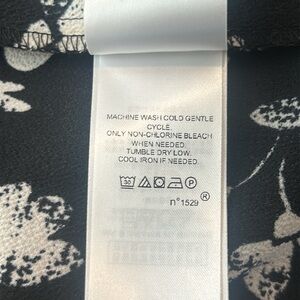 MACHINE WASH COLD GENTLE
CYCLE.
ONLY NON-CHLORINE BLEACH
WHEN NEEDED.
TUMBLE DRY LOW.
COOL IRON IF NEEDED.
n° 1529 ®